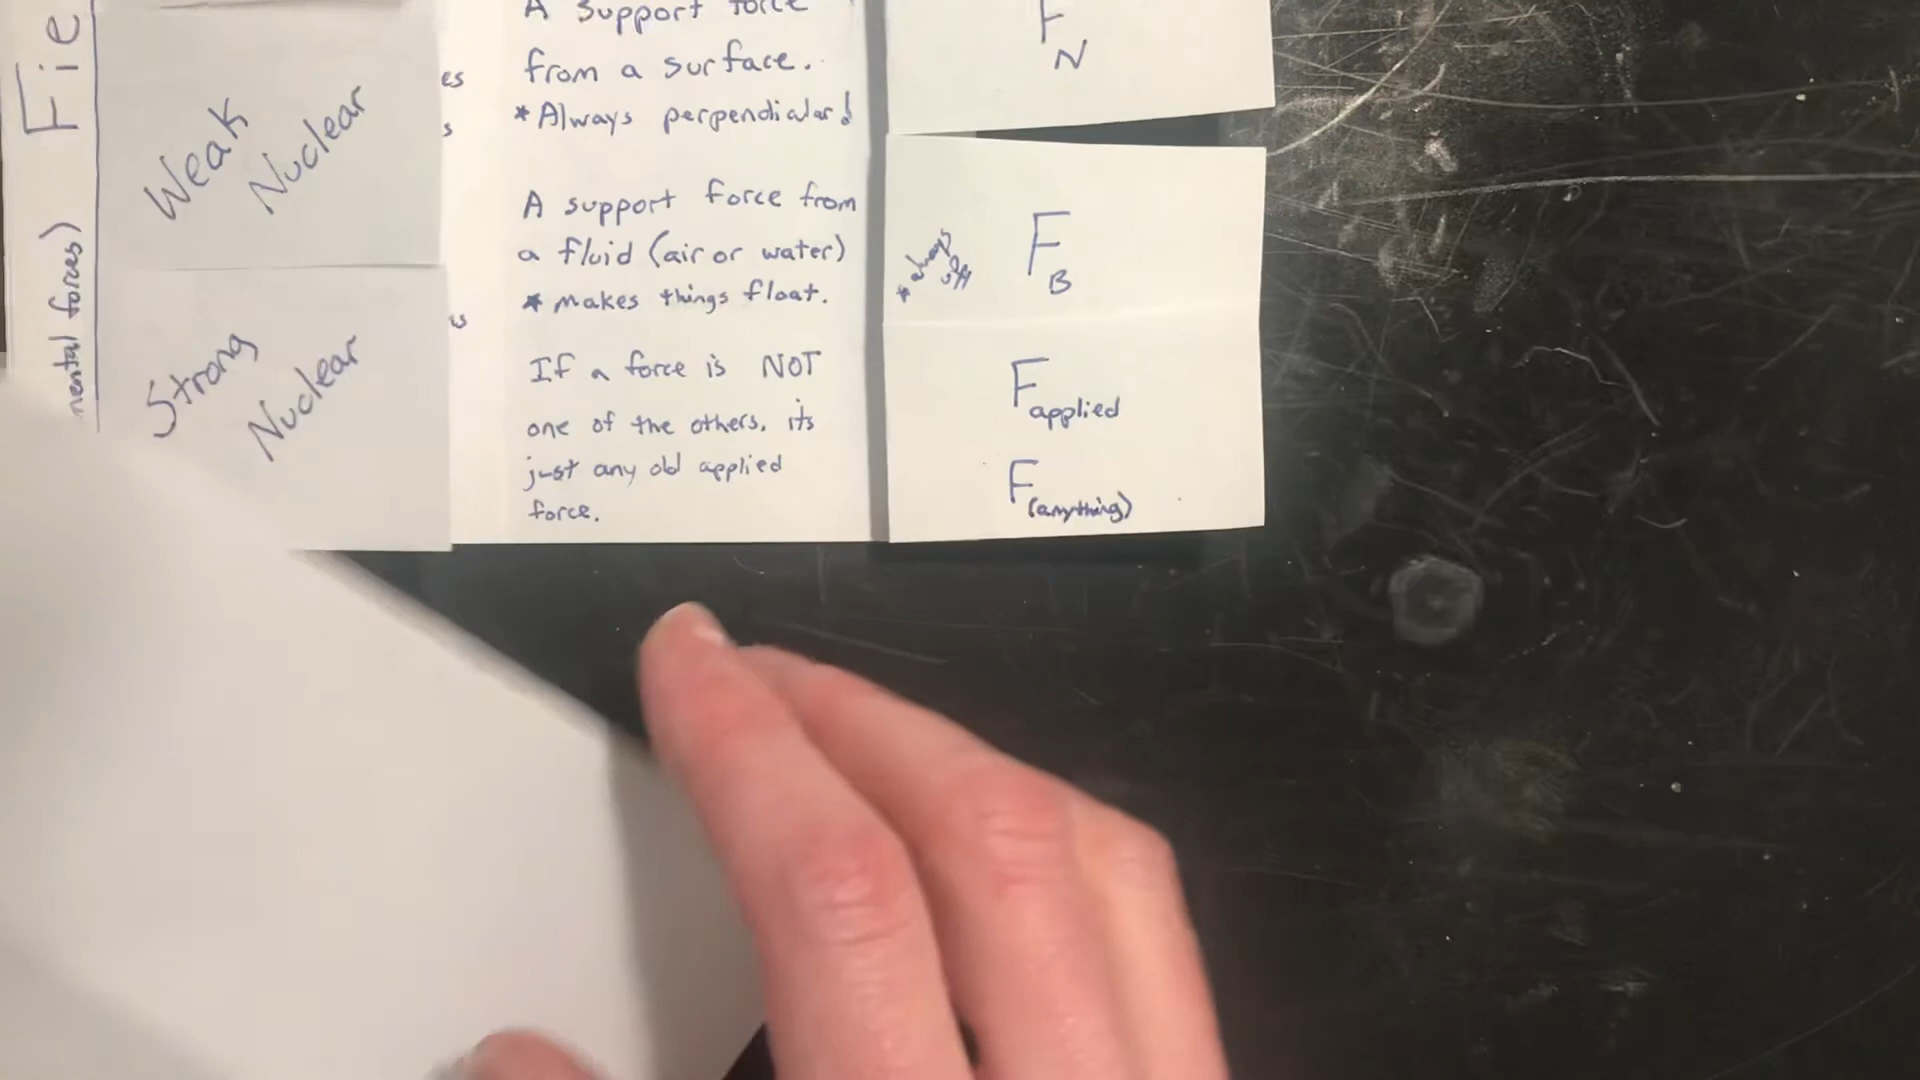 Fie
mental forces)
Weak
Nuclear
Strong
Nuclear
es
s
A support force
from a surface.
*Always perpendicular!
A support force from
a fluid (air or water)
* makes things float.
If a force is NOT
one of the others, its
just any old applied
force.
F
N
* always
F
B
F applied
F (anything)